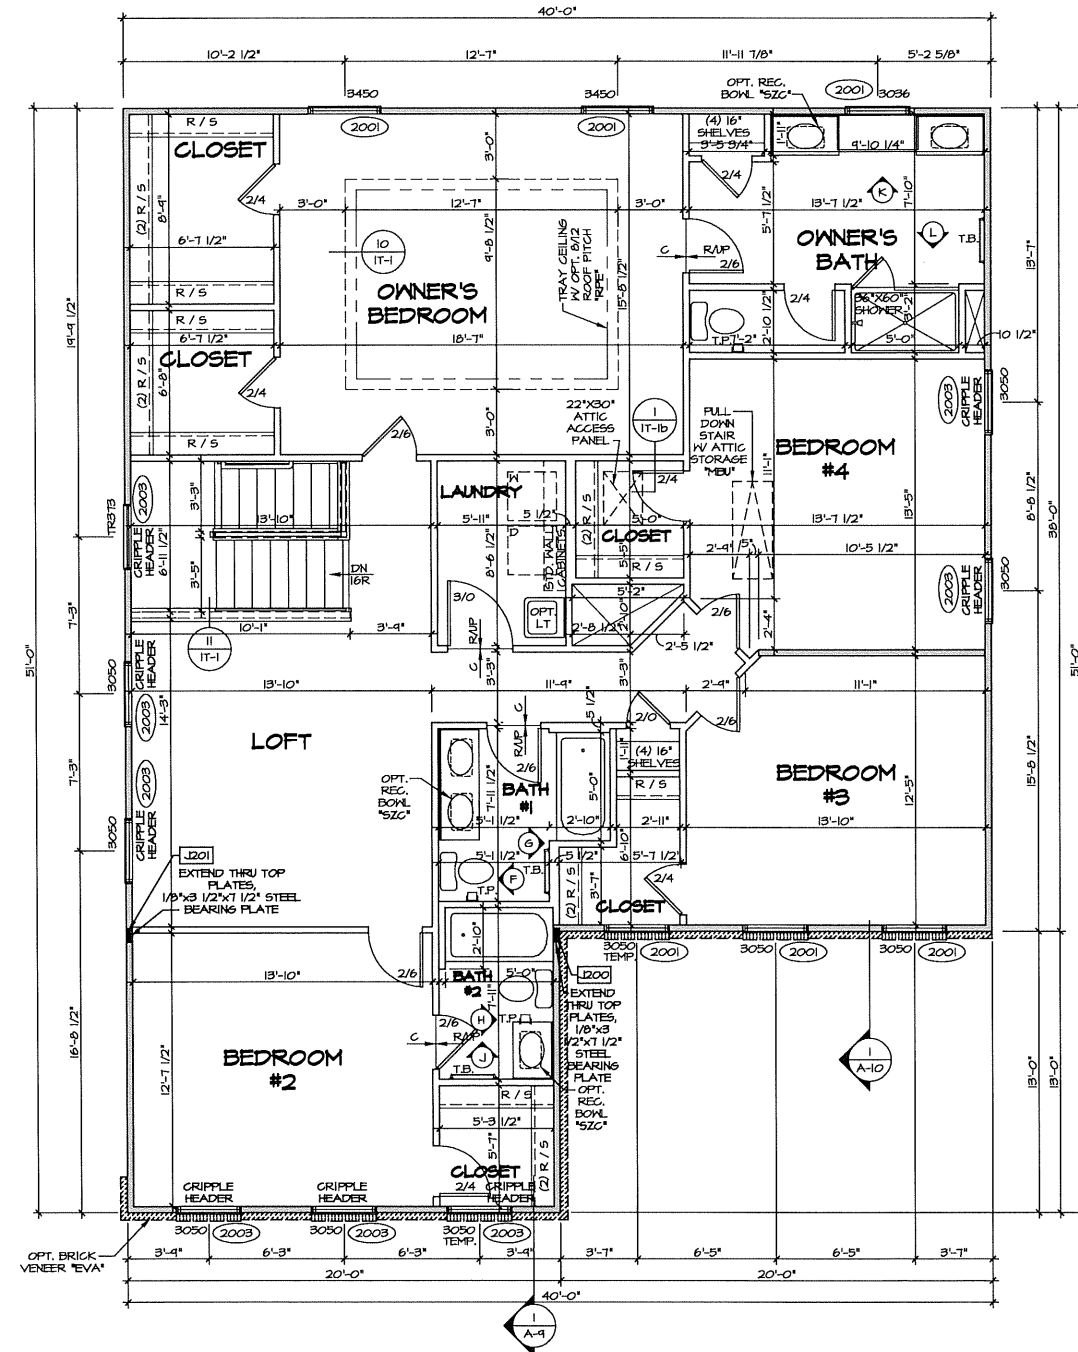 40'-0"
10'-2 1/2"
12'-7"
11'-11 7/8"
5'-2 5/8"
OPT. REC.
BOWL "SZC"
2001
3036
3450
3450
2001
2001
R / S
CLOSET
(2) R / S
8'-9"
2/4
6'-7 1/2"
R / S
3'-0"
3'-0"
12'-7"
3'-0"
9'-8 1/2"
10
IT-1
OWNER'S
BEDROOM
TRAY CEILING
W/ OPT. 8/12
ROOF PITCH
"RPE"
15'-8 1/2"
18'-7"
3'-0"
(4) 16"
SHELVES
3'-5 3/4"
1'-11"
9'-10 1/4"
2/4
K
7'-10"
13'-7 1/2"
5'-7 1/2"
C
R/UP
2/6
OWNER'S
BATH
L
T.B.
13'-7"
2/4
2'-10 1/2"
T.P.
7'-2"
36"X60"
SHOWER
3'-2"
5'-0"
10 1/2"
R / S
6'-7 1/2"
CLOSET
(2) R / S
6'-8"
2/4
R / S
2/6
19'-9 1/2"
22"X30"
ATTIC
ACCESS
PANEL
1
IT-1b
PULL
DOWN
STAIR
W/ ATTIC
STORAGE
"MBU"
BEDROOM
#4
11'-1"
13'-5"
2003
CRIPPLE
HEADER
3050
8'-8 1/2"
38'-0"
TR373
2003
CRIPPLE
HEADER
3'-3"
13'-10"
6'-11 1/2"
3'-5"
DN
16R
11
IT-1
10'-1"
3'-9"
LAUNDRY
W
D
5'-11"
5 1/2"
8'-6 1/2"
STD. WALL
CABINETS
3/0
OPT.
LT
(2) R / S
2/4
5'-0"
CLOSET
5'-5"
R / S
5'-2"
2'-8 1/2"
2'-10"
13'-7 1/2"
2'-9"
5"
10'-5 1/2"
2003
CRIPPLE
HEADER
3050
2/6
2'-4"
2'-5 1/2"
7'-3"
51'-0"
51'-0"
3050
CRIPPLE
HEADER
2003
14'-3"
C
R/UP
3'-3"
3'-3"
13'-10"
11'-9"
2'-9"
11'-1"
5 1/2"
2/0
2/6
LOFT
7'-3"
3050
2003
CRIPPLE
HEADER
C
R/UP
2/6
7'-11 1/2"
BATH
#1
OPT.
REC.
BOWL
"SZC"
5'-0"
1'-11"
(4) 16"
SHELVES
R / S
BEDROOM
#3
12'-5"
13'-10"
15'-8 1/2"
5'-1 1/2"
2'-10"
2'-11"
6'-10"
G
5'-1 1/2"
5 1/2"
5'-7 1/2"
T.B.
F
T.P.
(2) R / S
3'-7"
2/4
CLOSET
J201
EXTEND THRU TOP
PLATES,
1/8"x3 1/2"x7 1/2" STEEL
BEARING PLATE
3050
TEMP.
2001
3050
2001
3050
2001
2'-10"
13'-10"
2/6
5'-0"
BATH
#2
7'-11"
T.P.
H
2/6
C
R/UP
J
T.B.
J200
EXTEND
THRU TOP
PLATES,
1/8"x3
1/2"x7 1/2"
STEEL
BEARING
PLATE
OPT.
REC.
BOWL
"SZC"
16'-8 1/2"
12'-7 1/2"
BEDROOM
#2
1
A-10
13'-0"
13'-0"
R / S
5'-3 1/2"
5'-7"
(2) R / S
CLOSET
2/4
CRIPPLE
HEADER
CRIPPLE
HEADER
CRIPPLE
HEADER
3050
2003
3050
2003
3050
TEMP.
2003
OPT. BRICK
VENEER "EVA"
3'-9"
6'-3"
6'-3"
3'-9"
3'-7"
6'-5"
6'-5"
3'-7"
20'-0"
20'-0"
40'-0"
1
A-9